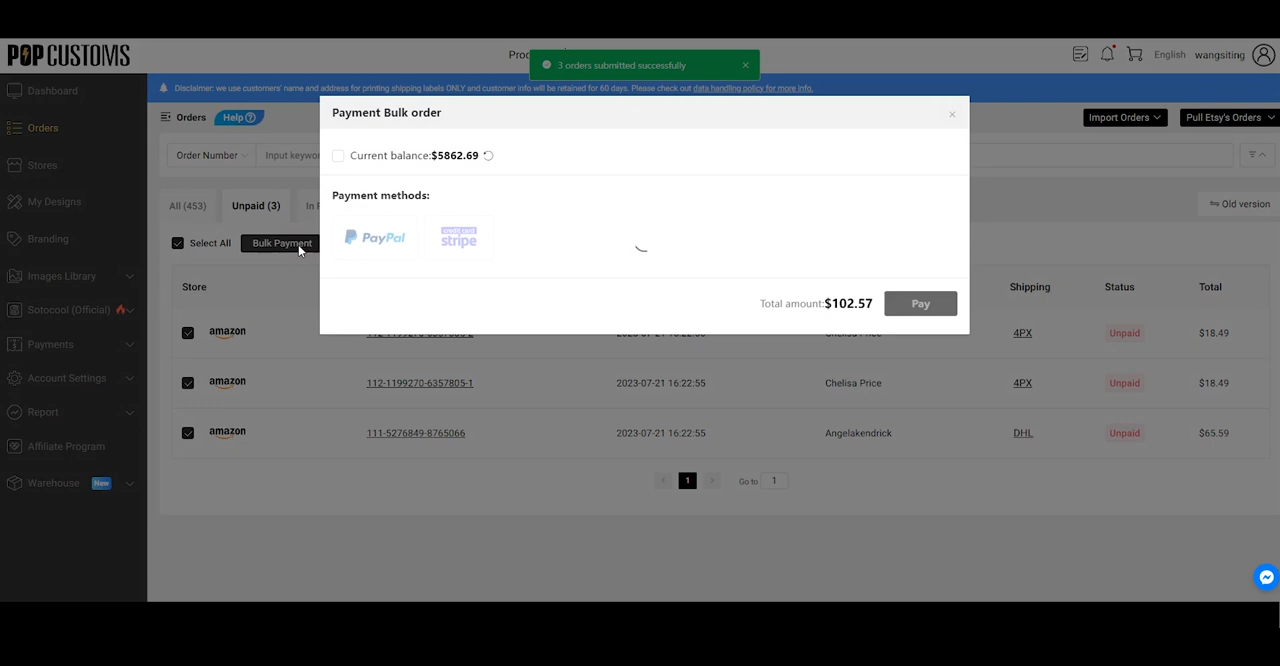 POP CUSTOMS
3 orders submitted successfully
English
wangsiting
Dashboard
Orders
Stores
My Designs
Branding
Images Library
Sotocool (Official)
Payments
Account Settings
Report
Affiliate Program
Warehouse New
Disclaimer: we use customers' name and address for printing shipping labels ONLY and customer info will be retained for 60 days. Please check out data handling policy for more info.
Orders Help
Import Orders
Pull Etsy's Orders
Order Number
Input keywor
All (453)
Unpaid (3)
Old version
Select All
Bulk Payment
Payment Bulk order
Current balance:$5862.69
Payment methods:
PayPal
credit card
stripe
Total amount:$102.57
Pay
Store Shipping Status Total
amazon 4PX Unpaid $18.49
amazon 112-1199270-6357805-1 2023-07-21 16:22:55 Chelisa Price 4PX Unpaid $18.49
amazon 111-5276849-8765066 2023-07-21 16:22:55 Angelakendrick DHL Unpaid $65.59
1 Go to 1